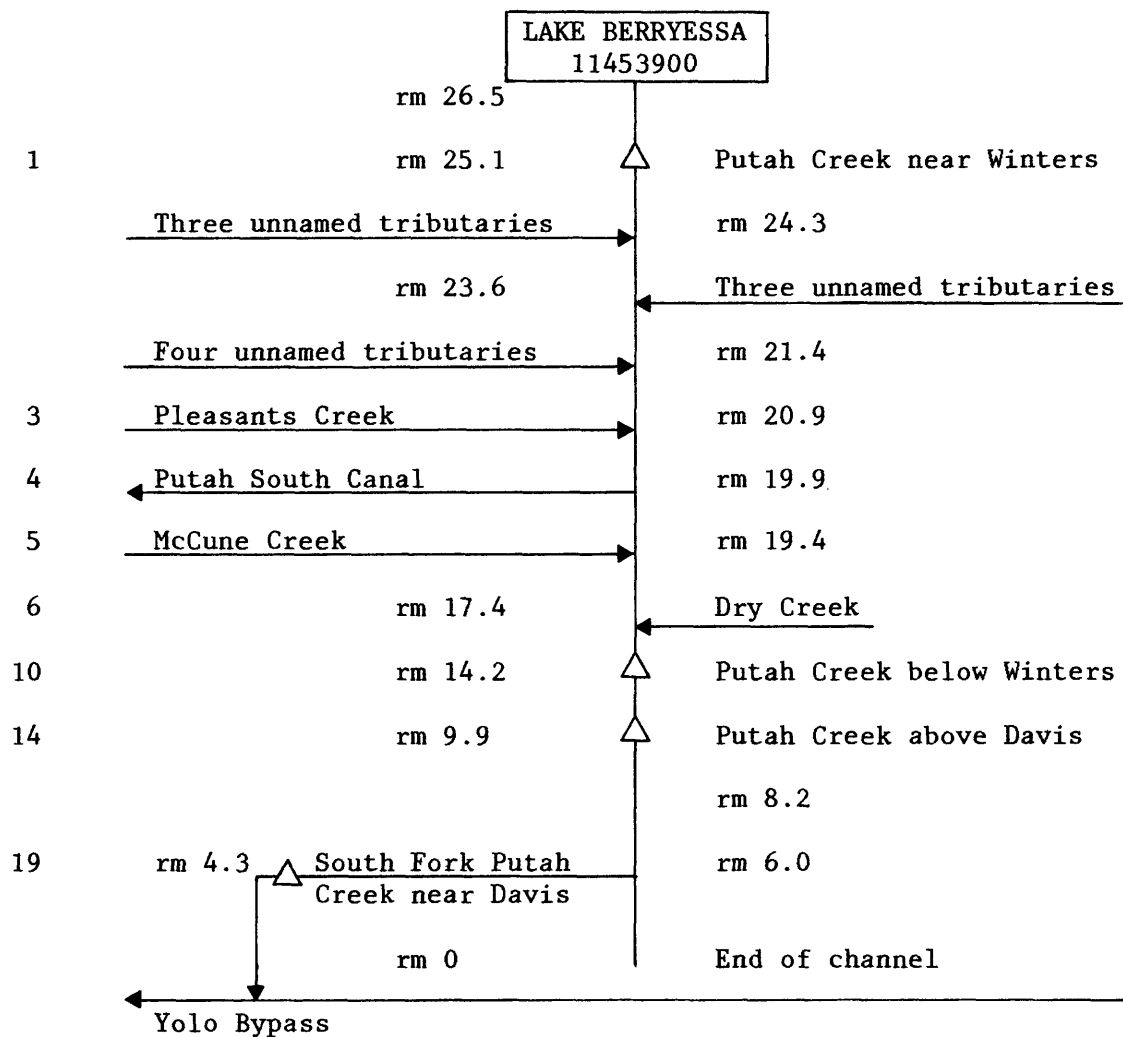 LAKE BERRYESSA
11453900
rm 26.5
1 rm 25.1 Putah Creek near Winters
Three unnamed tributaries rm 24.3
rm 23.6 Three unnamed tributaries
Four unnamed tributaries rm 21.4
3 Pleasants Creek rm 20.9
4 Putah South Canal rm 19.9
5 McCune Creek rm 19.4
6 rm 17.4 Dry Creek
10 rm 14.2 Putah Creek below Winters
14 rm 9.9 Putah Creek above Davis
rm 8.2
19 rm 4.3 South Fork Putah rm 6.0
Creek near Davis
rm 0 End of channel
Yolo Bypass